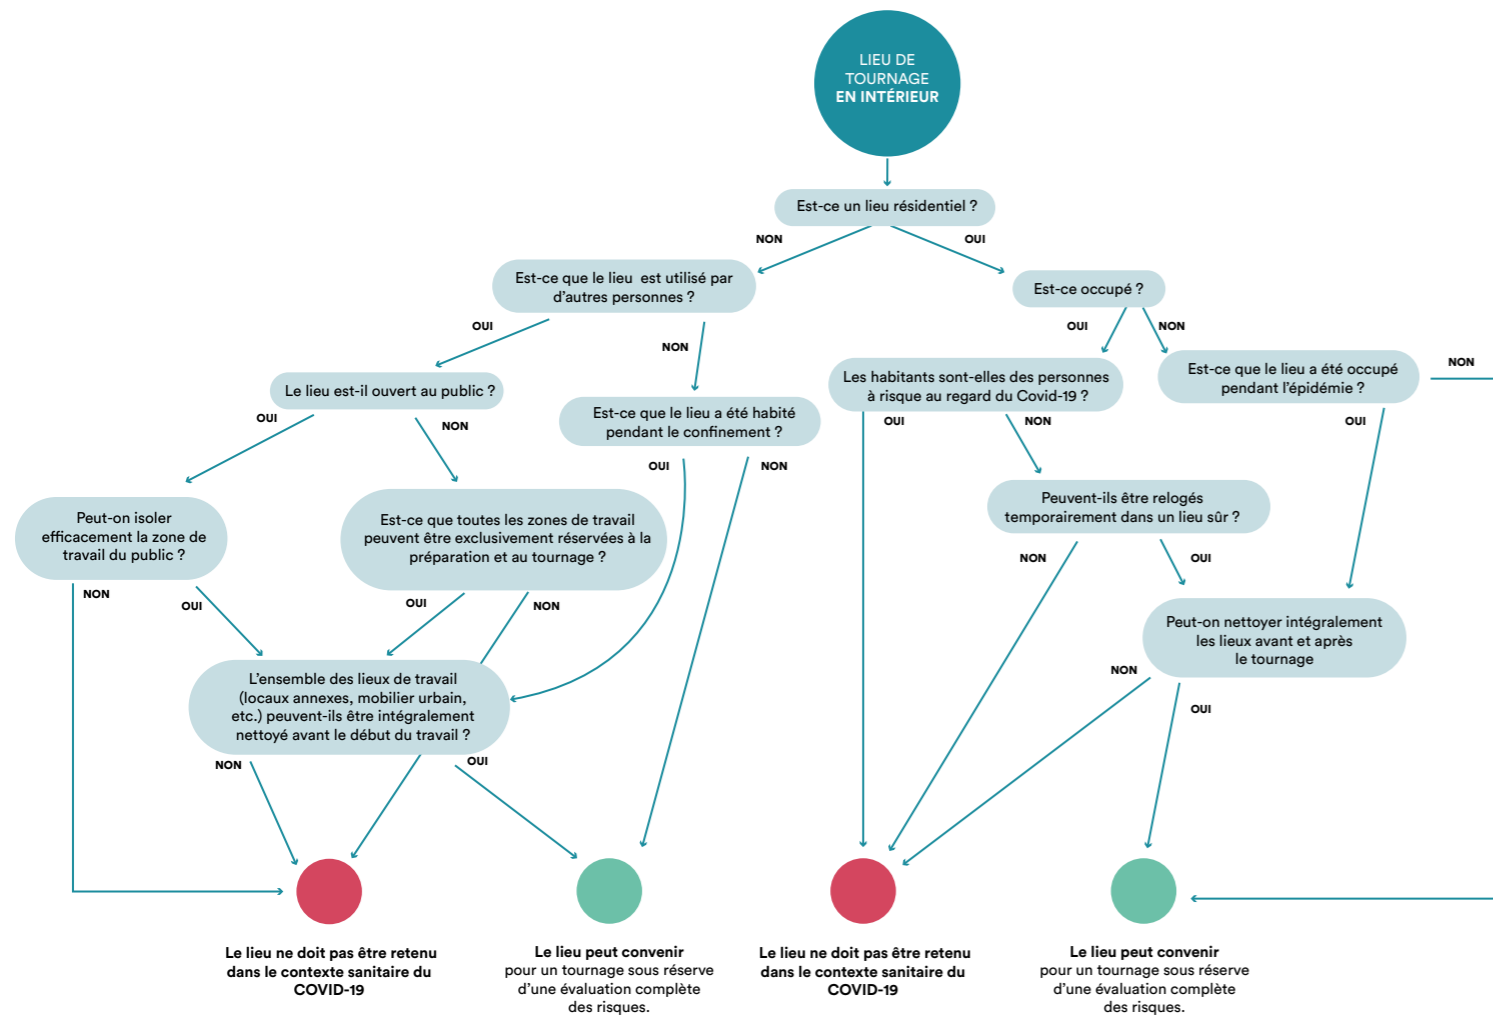 LIEU DE
TOURNAGE
EN INTÉRIEUR
Est-ce un lieu résidentiel ?
NON
OUI
Est-ce que le lieu est utilisé par
d'autres personnes ?
Est-ce occupé ?
OUI
NON
OUI
NON
Le lieu est-il ouvert au public ?
Est-ce que le lieu a été habité
pendant le confinement ?
Les habitants sont-elles des personnes
à risque au regard du Covid-19 ?
Est-ce que le lieu a été occupé
pendant l'épidémie ?
NON
OUI
NON
OUI
NON
OUI
NON
OUI
Peut-on isoler
efficacement la zone de
travail du public ?
Est-ce que toutes les zones de travail
peuvent être exclusivement réservées à la
préparation et au tournage ?
Peuvent-ils être relogés
temporairement dans un lieu sûr ?
NON
OUI
OUI
NON
NON
OUI
L'ensemble des lieux de travail
(locaux annexes, mobilier urbain,
etc.) peuvent-ils être intégralement
nettoyé avant le début du travail ?
Peut-on nettoyer intégralement
les lieux avant et après
le tournage
NON
OUI
NON
OUI
Le lieu ne doit pas être retenu
dans le contexte sanitaire du
COVID-19
Le lieu peut convenir
pour un tournage sous réserve
d'une évaluation complète
des risques.
Le lieu ne doit pas être retenu
dans le contexte sanitaire du
COVID-19
Le lieu peut convenir
pour un tournage sous réserve
d'une évaluation complète
des risques.